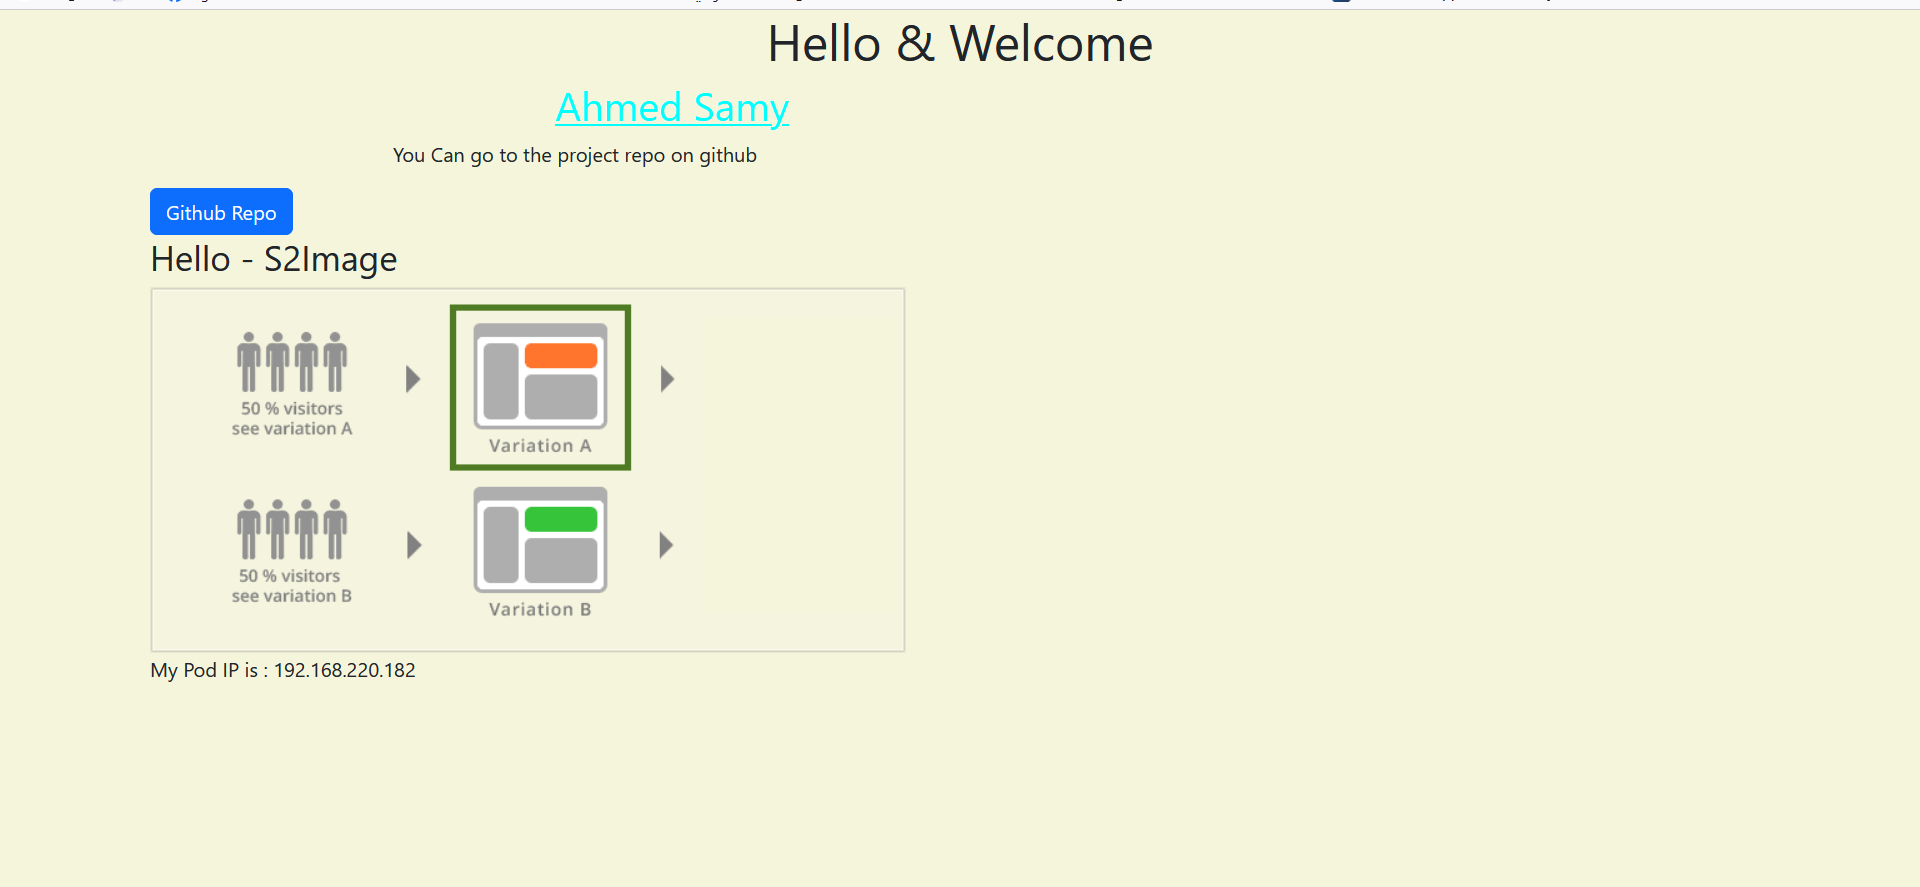 Hello & Welcome
Ahmed Samy
You Can go to the project repo on github
Github Repo
Hello - S2Image
50 % visitors
see variation A
Variation A
50 % visitors
see variation B
Variation B
My Pod IP is : 192.168.220.182